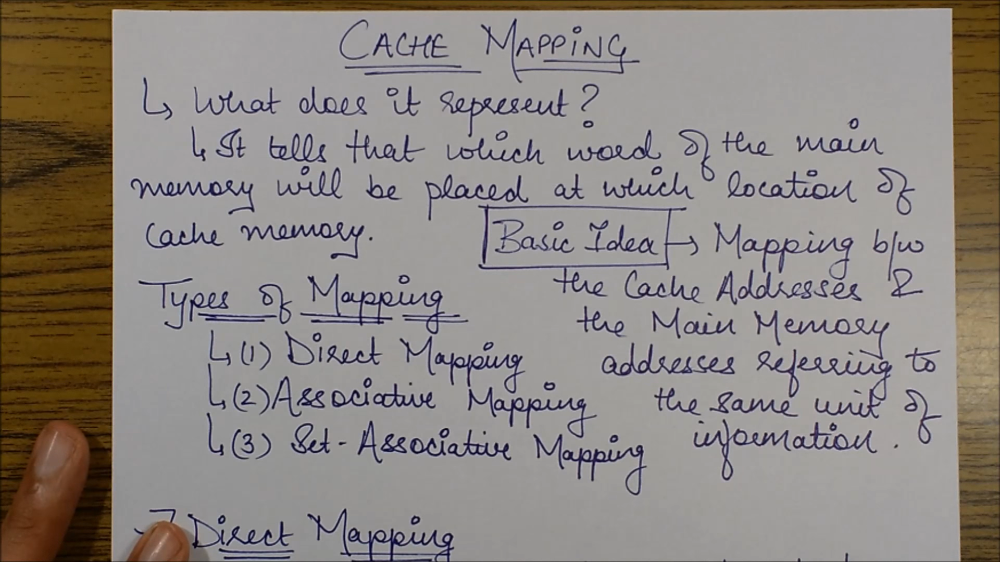 CACHE MAPPING
↳ What does it represent?
↳ It tells that which word of the main
memory will be placed at which location of
Cache memory.
Basic Idea → Mapping b/w
the Cache Addresses &
the Main Memory
addresses referring to
the same unit of
information.
Types of Mapping
↳ (1) Direct Mapping
↳ (2) Associative Mapping
↳ (3) Set-Associative Mapping
Direct Mapping